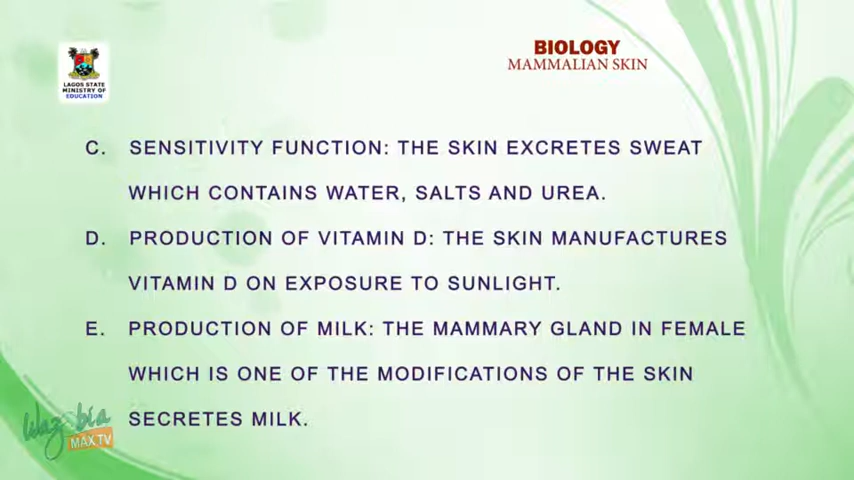 BIOLOGY
MAMMALIAN SKIN
LAGOS STATE
MINISTRY OF
EDUCATION
C. SENSITIVITY FUNCTION: THE SKIN EXCRETES SWEAT
WHICH CONTAINS WATER, SALTS AND UREA.
D. PRODUCTION OF VITAMIN D: THE SKIN MANUFACTURES
VITAMIN D ON EXPOSURE TO SUNLIGHT.
E. PRODUCTION OF MILK: THE MAMMARY GLAND IN FEMALE
WHICH IS ONE OF THE MODIFICATIONS OF THE SKIN
SECRETES MILK.
Wazobia
MAX TV